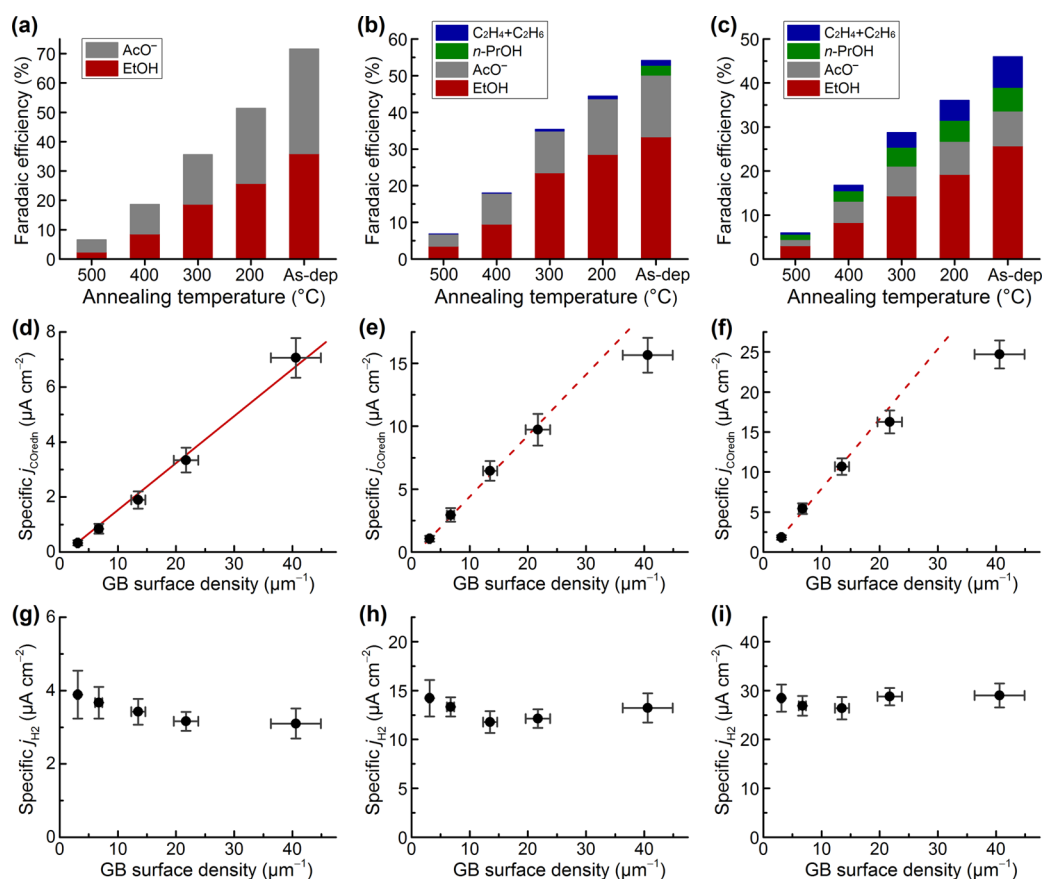 (a)
AcO⁻
EtOH
Faradaic efficiency (%)
70
60
50
40
30
20
10
0
500 400 300 200 As-dep
Annealing temperature (°C)
(b)
C₂H₄+C₂H₆
n-PrOH
AcO⁻
EtOH
Faradaic efficiency (%)
60
50
40
30
20
10
0
500 400 300 200 As-dep
Annealing temperature (°C)
(c)
C₂H₄+C₂H₆
n-PrOH
AcO⁻
EtOH
Faradaic efficiency (%)
50
40
30
20
10
0
500 400 300 200 As-dep
Annealing temperature (°C)
(d)
Specific jCOredn (µA cm⁻²)
8
6
4
2
0
0 10 20 30 40
GB surface density (µm⁻¹)
(e)
Specific jCOredn (µA cm⁻²)
15
10
5
0
0 10 20 30 40
GB surface density (µm⁻¹)
(f)
Specific jCOredn (µA cm⁻²)
25
20
15
10
5
0
0 10 20 30 40
GB surface density (µm⁻¹)
(g)
Specific jH2 (µA cm⁻²)
6
4
2
0
0 10 20 30 40
GB surface density (µm⁻¹)
(h)
Specific jH2 (µA cm⁻²)
20
15
10
5
0
0 10 20 30 40
GB surface density (µm⁻¹)
(i)
Specific jH2 (µA cm⁻²)
40
30
20
10
0
0 10 20 30 40
GB surface density (µm⁻¹)